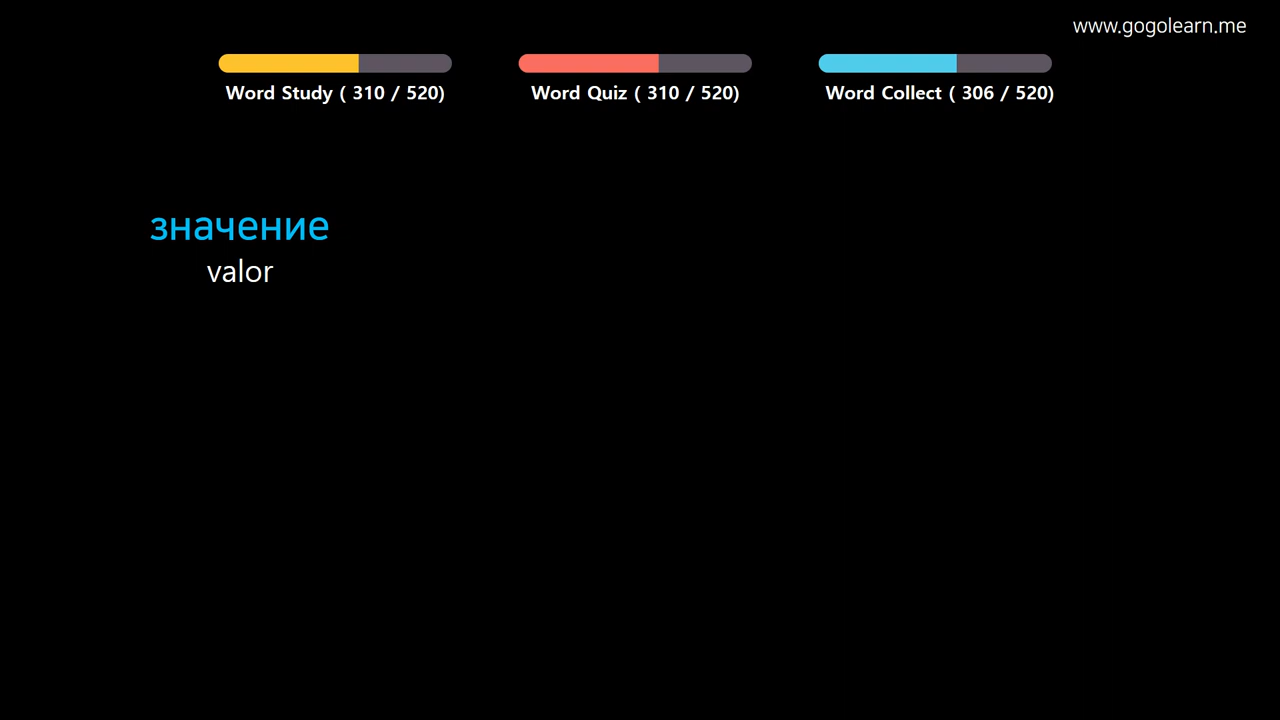 www.gogolearn.me
Word Study ( 310 / 520)
Word Quiz ( 310 / 520)
Word Collect ( 306 / 520)
значение
valor